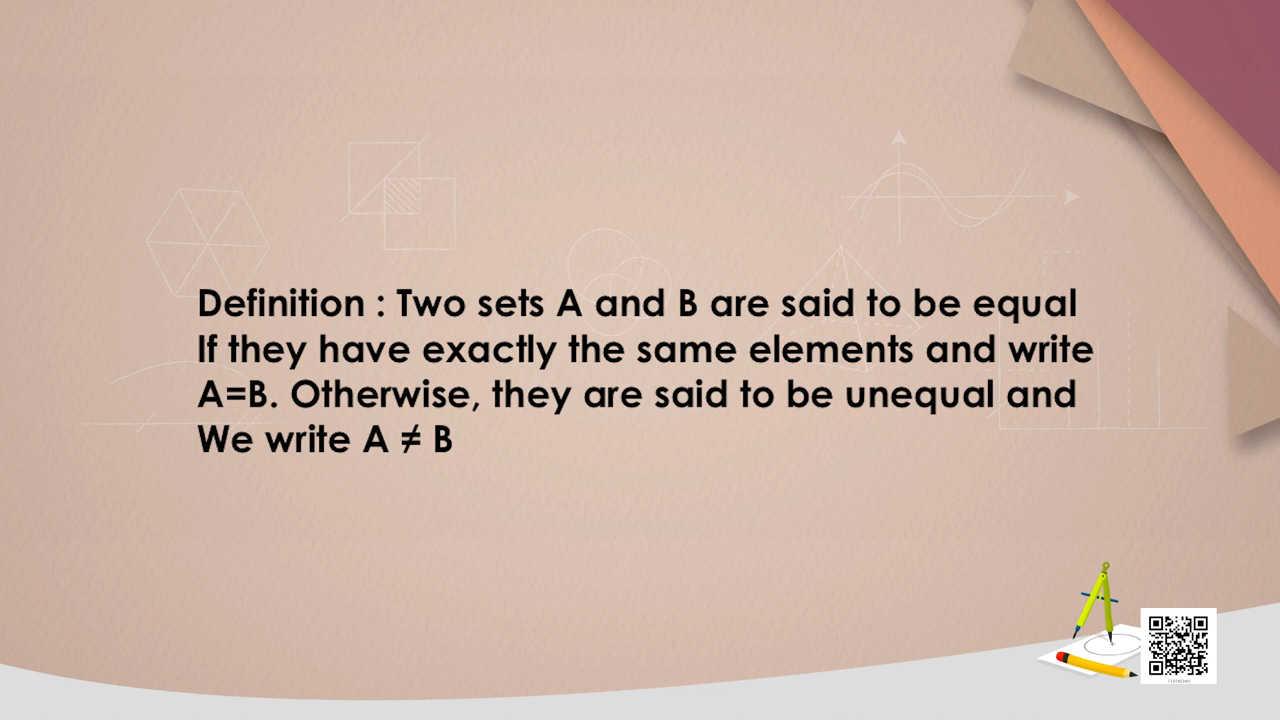 Definition : Two sets A and B are said to be equal
If they have exactly the same elements and write
A=B. Otherwise, they are said to be unequal and
We write A ≠ B